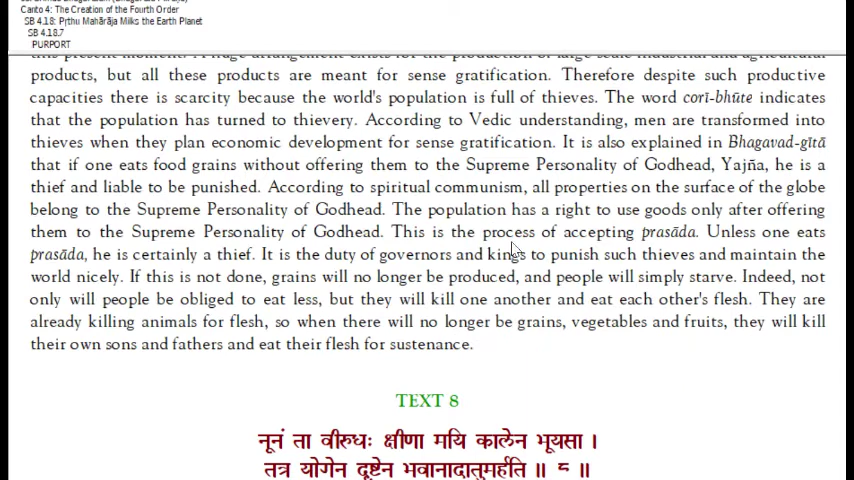 Canto 4: The Creation of the Fourth Order
SB 4.18: Pṛthu Mahārāja Milks the Earth Planet
SB 4.18.7
PURPORT
products, but all these products are meant for sense gratification. Therefore despite such productive
capacities there is scarcity because the world's population is full of thieves. The word corī-bhūte indicates
that the population has turned to thievery. According to Vedic understanding, men are transformed into
thieves when they plan economic development for sense gratification. It is also explained in Bhagavad-gītā
that if one eats food grains without offering them to the Supreme Personality of Godhead, Yajña, he is a
thief and liable to be punished. According to spiritual communism, all properties on the surface of the globe
belong to the Supreme Personality of Godhead. The population has a right to use goods only after offering
them to the Supreme Personality of Godhead. This is the process of accepting prasāda. Unless one eats
prasāda, he is certainly a thief. It is the duty of governors and kings to punish such thieves and maintain the
world nicely. If this is not done, grains will no longer be produced, and people will simply starve. Indeed, not
only will people be obliged to eat less, but they will kill one another and eat each other's flesh. They are
already killing animals for flesh, so when there will no longer be grains, vegetables and fruits, they will kill
their own sons and fathers and eat their flesh for sustenance.
TEXT 8
नूनं ता वीरुधः क्षीणा मयि कालेन भूयसा ।
तत्र योगेन दृष्टेन भवानादातुमर्हति ॥ ८ ॥